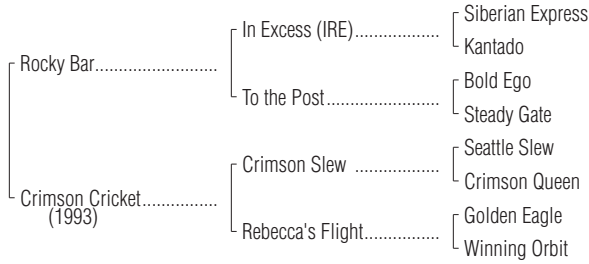 Siberian Express
In Excess (IRE)..................
Kantado
Rocky Bar..........................
Bold Ego
To the Post........................
Steady Gate
Seattle Slew
Crimson Slew ..................
Crimson Queen
Crimson Cricket................
(1993)
Golden Eagle
Rebecca's Flight................
Winning Orbit